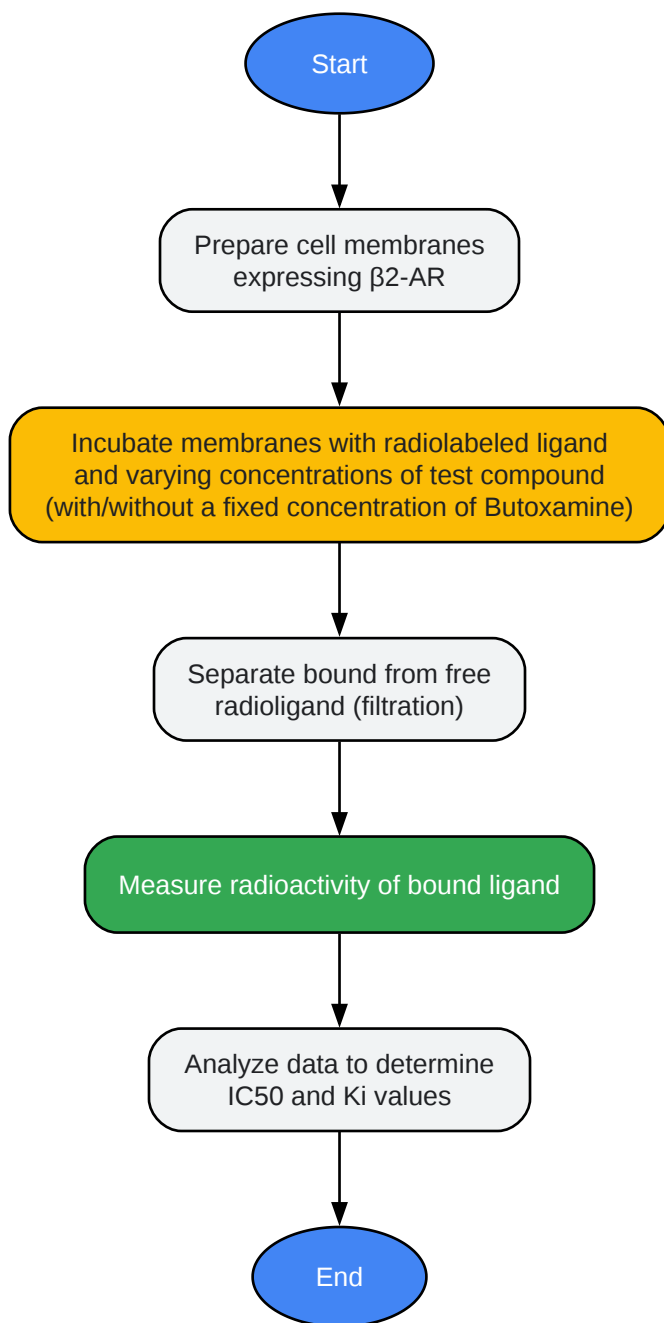 Start
Prepare cell membranes
expressing β2-AR
Incubate membranes with radiolabeled ligand
and varying concentrations of test compound
(with/without a fixed concentration of Butoxamine)
Separate bound from free
radioligand (filtration)
Measure radioactivity of bound ligand
Analyze data to determine
IC50 and Ki values
End